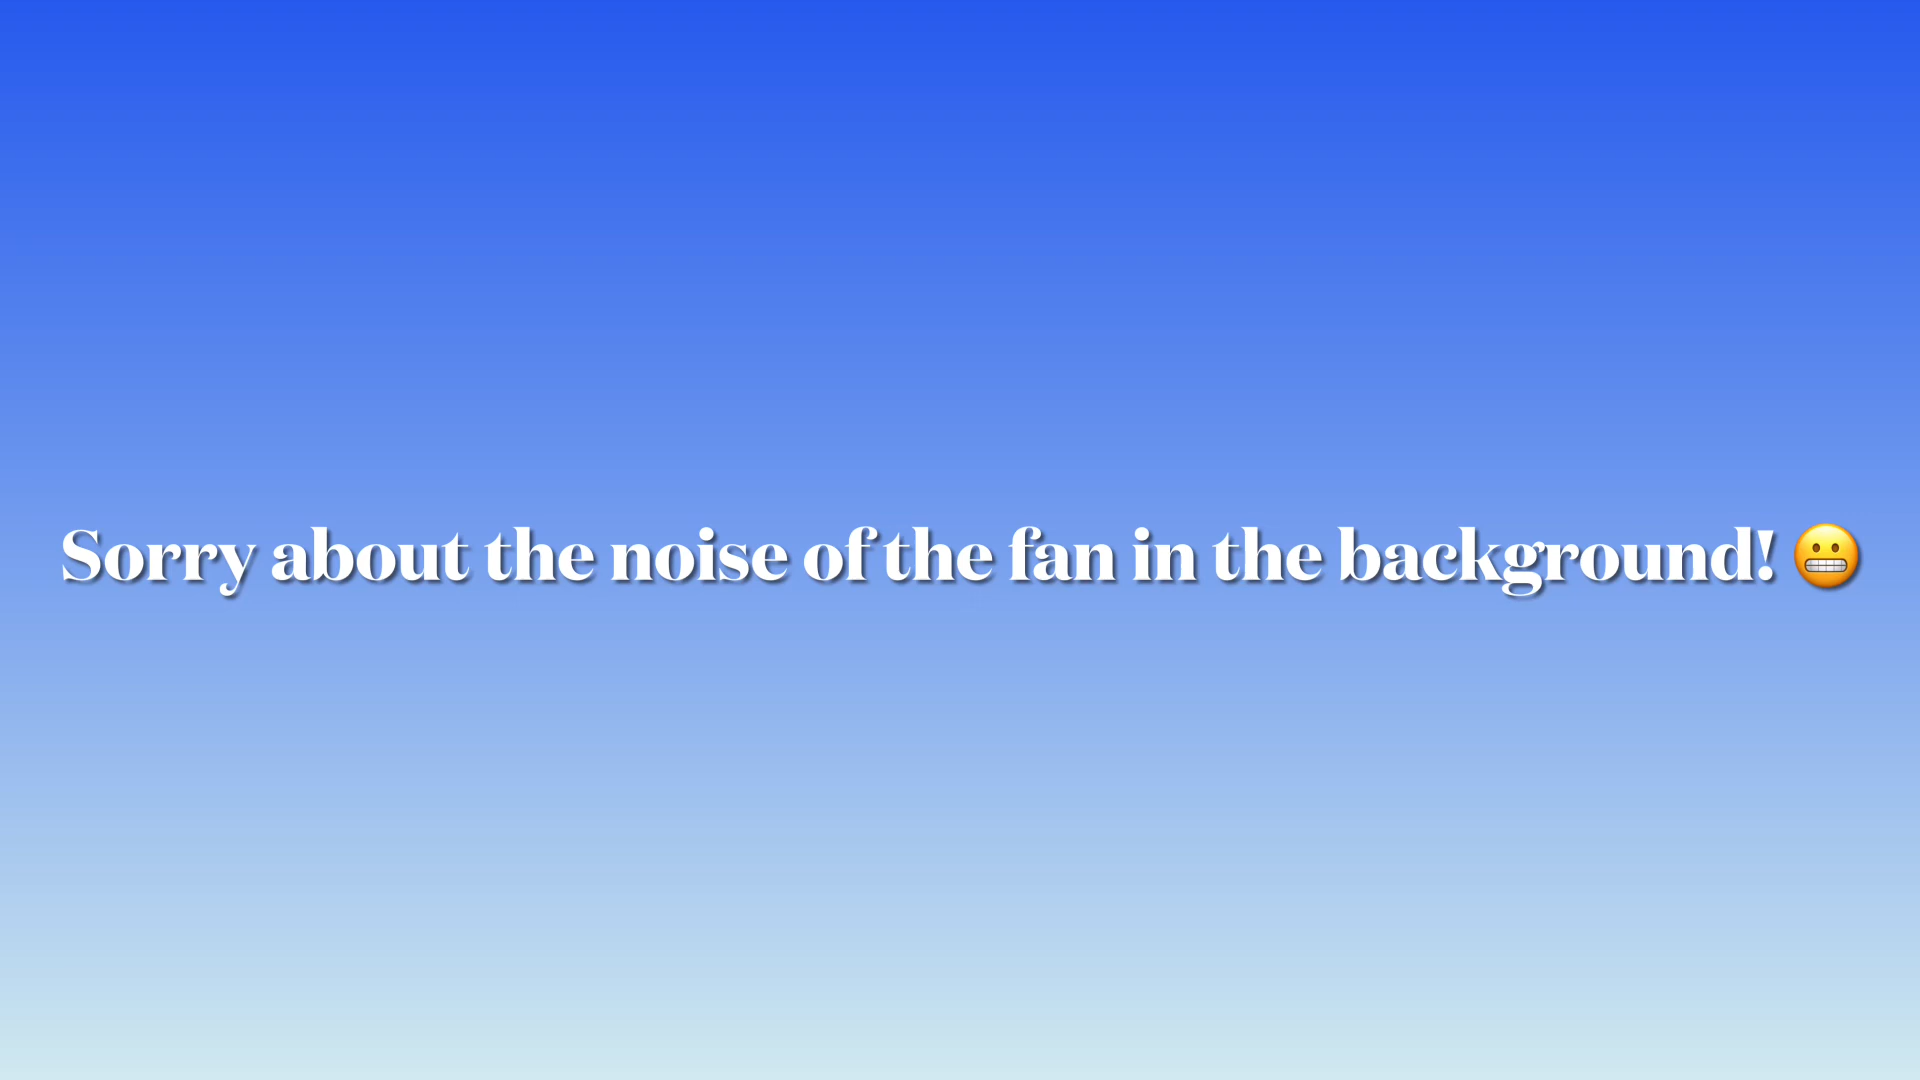 Sorry about the noise of the fan in the background! 😬